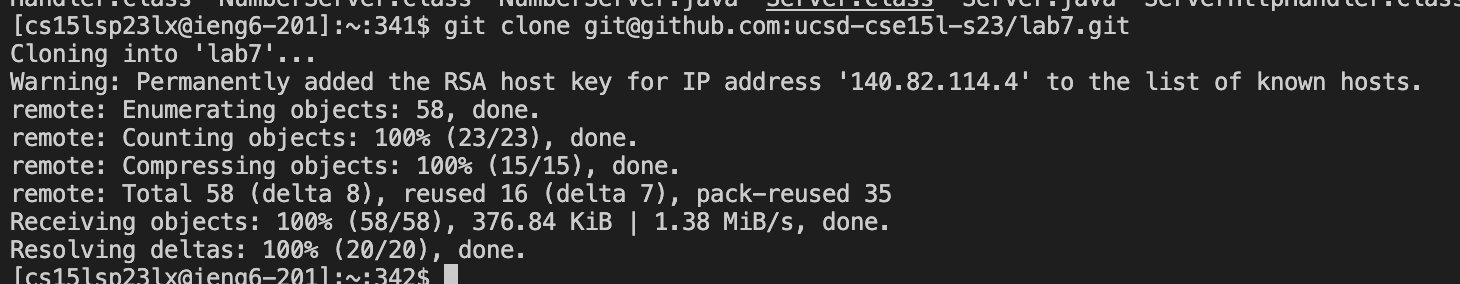 Handler.class  NumberServer.class  NumberServer.java  Server.class  Server.java  ServerHttpHandler.class
[cs15lsp23lx@ieng6-201]:~:341$ git clone git@github.com:ucsd-cse15l-s23/lab7.git
Cloning into 'lab7'...
Warning: Permanently added the RSA host key for IP address '140.82.114.4' to the list of known hosts.
remote: Enumerating objects: 58, done.
remote: Counting objects: 100% (23/23), done.
remote: Compressing objects: 100% (15/15), done.
remote: Total 58 (delta 8), reused 16 (delta 7), pack-reused 35
Receiving objects: 100% (58/58), 376.84 KiB | 1.38 MiB/s, done.
Resolving deltas: 100% (20/20), done.
[cs15lsp23lx@ieng6-201]:~:342$